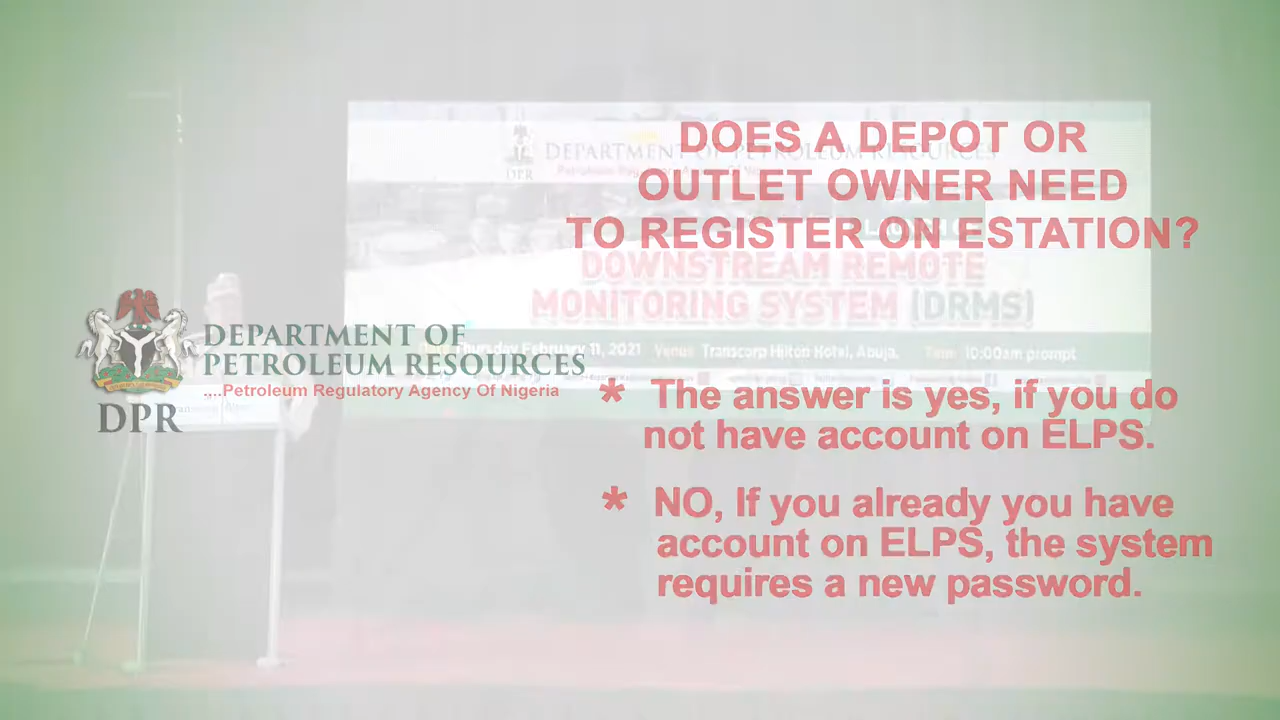 DOES A DEPOT OR
OUTLET OWNER NEED
TO REGISTER ON ESTATION?
DEPARTMENT OF PETROLEUM RESOURCES
DPR
DOWNSTREAM REMOTE
MONITORING SYSTEM (DRMS)
Thursday February 11, 2021 Venue Transcorp Hilton Hotel, Abuja. Time 10:00am prompt
DEPARTMENT OF
PETROLEUM RESOURCES
....Petroleum Regulatory Agency Of Nigeria
DPR
* The answer is yes, if you do
not have account on ELPS.
* NO, If you already you have
account on ELPS, the system
requires a new password.